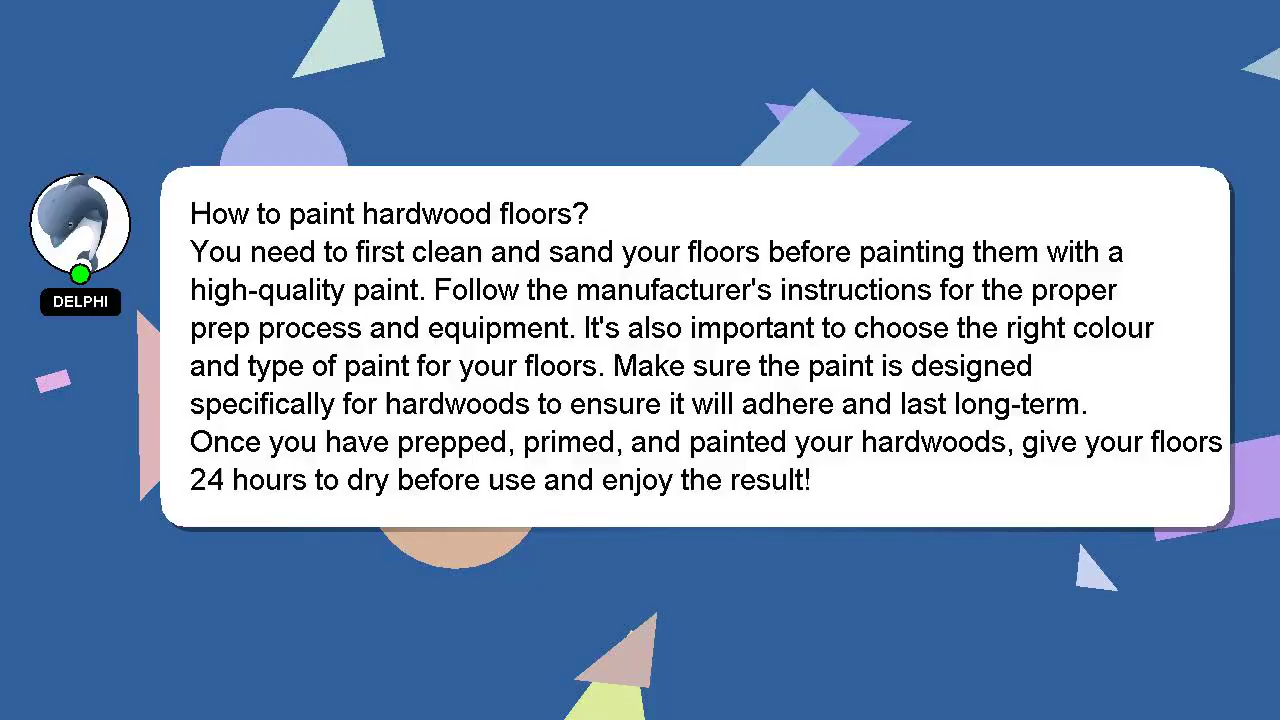 How to paint hardwood floors?
You need to first clean and sand your floors before painting them with a
high-quality paint. Follow the manufacturer's instructions for the proper
prep process and equipment. It's also important to choose the right colour
and type of paint for your floors. Make sure the paint is designed
specifically for hardwoods to ensure it will adhere and last long-term.
Once you have prepped, primed, and painted your hardwoods, give your floors
24 hours to dry before use and enjoy the result!
DELPHI